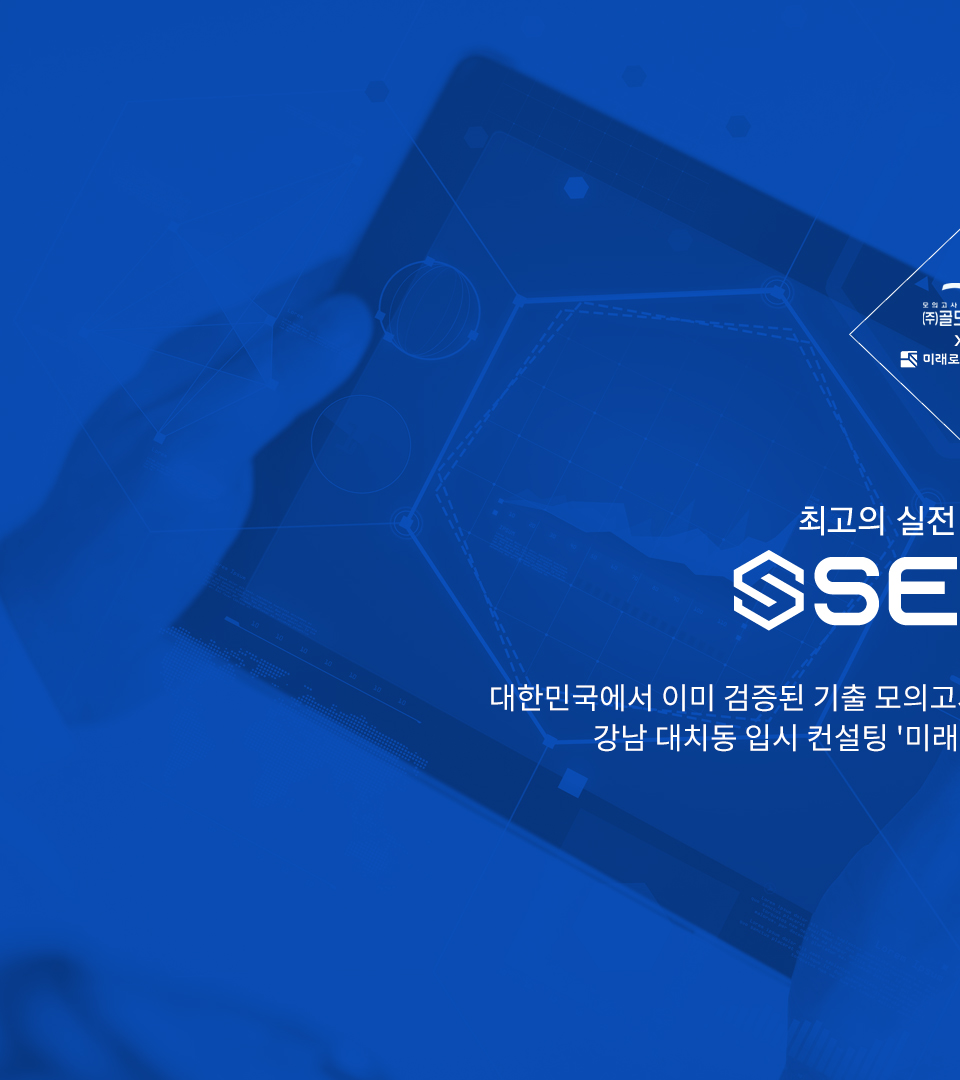 모의고사
(주)골드
X
미래로
최고의 실전
SSE
대한민국에서 이미 검증된 기출 모의고
강남 대치동 입시 컨설팅 '미래